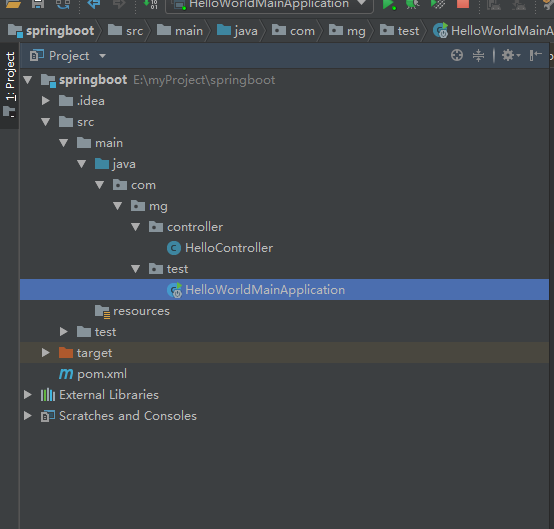 HelloWorldMainApplication
springboot src main java com mg test HelloWorldMainA
1: Project
Project
springboot E:\myProject\springboot
.idea
src
main
java
com
mg
controller
HelloController
test
HelloWorldMainApplication
resources
test
target
pom.xml
External Libraries
Scratches and Consoles